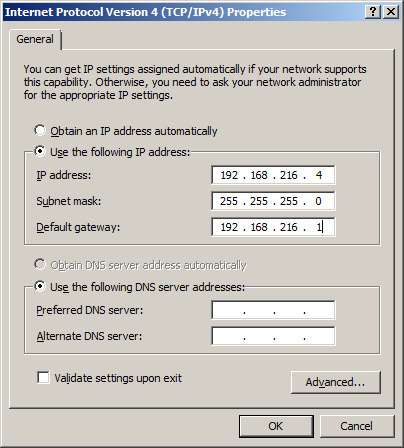 Internet Protocol Version 4 (TCP/IPv4) Properties
General
You can get IP settings assigned automatically if your network supports
this capability. Otherwise, you need to ask your network administrator
for the appropriate IP settings.
Obtain an IP address automatically
Use the following IP address:
IP address: 192 . 168 . 216 . 4
Subnet mask: 255 . 255 . 255 . 0
Default gateway: 192 . 168 . 216 . 1
Obtain DNS server address automatically
Use the following DNS server addresses:
Preferred DNS server: . . .
Alternate DNS server: . . .
Validate settings upon exit
Advanced...
OK Cancel